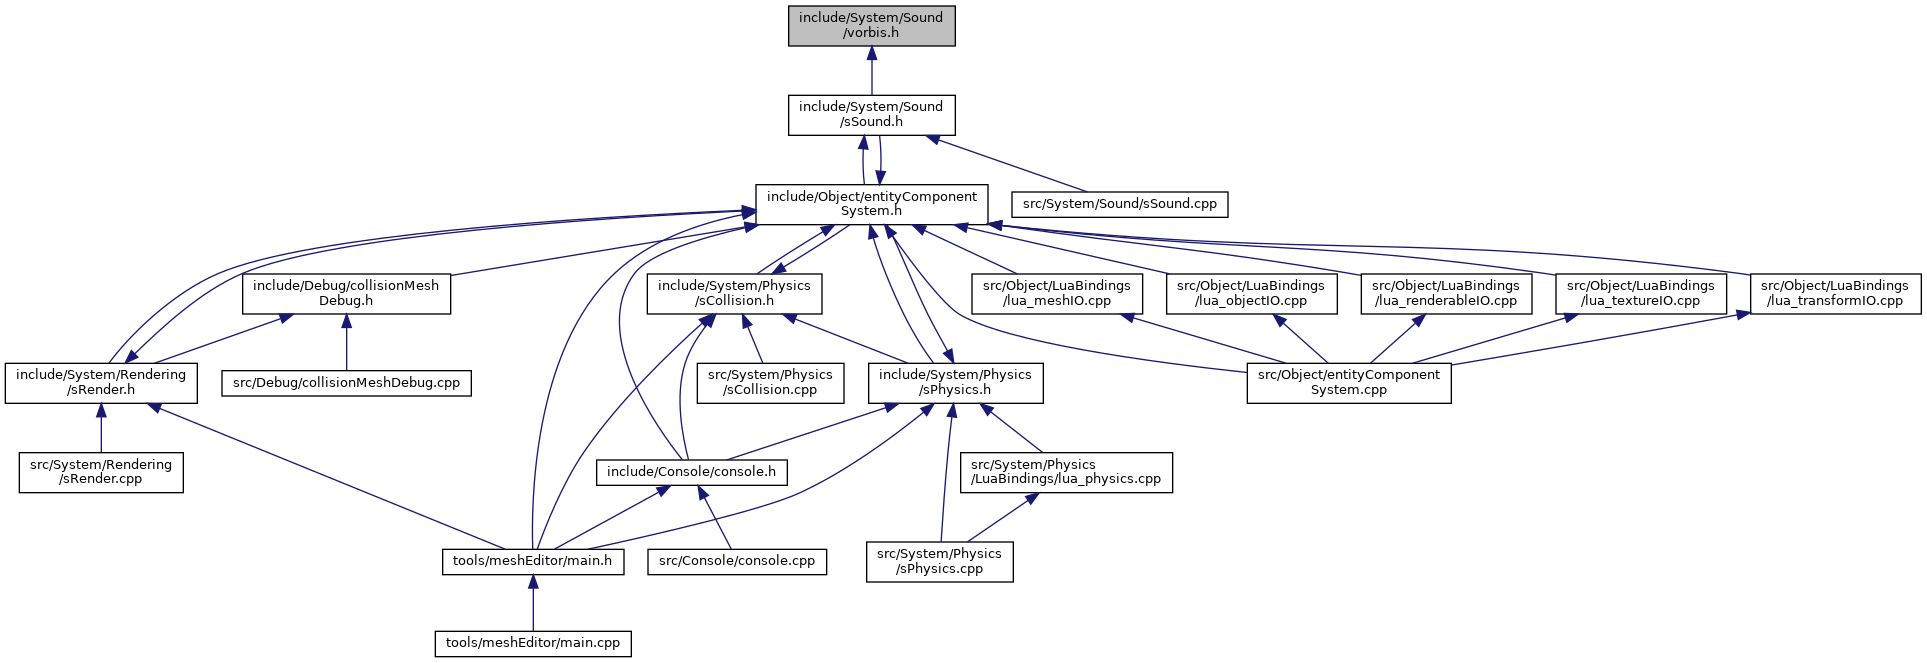 include/System/Sound
/vorbis.h
include/System/Sound
/sSound.h
include/Object/entityComponent
System.h
src/System/Sound/sSound.cpp
include/Debug/collisionMesh
Debug.h
include/System/Physics
/sCollision.h
src/Object/LuaBindings
/lua_meshIO.cpp
src/Object/LuaBindings
/lua_objectIO.cpp
src/Object/LuaBindings
/lua_renderableIO.cpp
src/Object/LuaBindings
/lua_textureIO.cpp
src/Object/LuaBindings
/lua_transformIO.cpp
include/System/Rendering
/sRender.h
src/Debug/collisionMeshDebug.cpp
src/System/Physics
/sCollision.cpp
include/System/Physics
/sPhysics.h
src/Object/entityComponent
System.cpp
src/System/Rendering
/sRender.cpp
include/Console/console.h
src/System/Physics
/LuaBindings/lua_physics.cpp
tools/meshEditor/main.h
src/Console/console.cpp
src/System/Physics
/sPhysics.cpp
tools/meshEditor/main.cpp